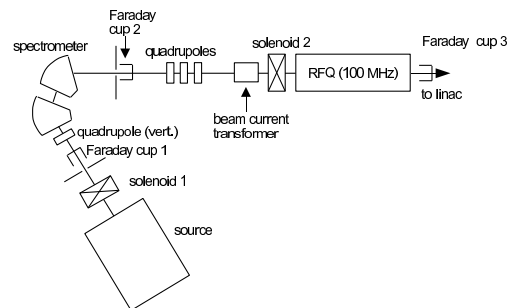 Faraday
cup 2
spectrometer
quadrupoles
solenoid 2
Faraday cup 3
RFQ (100 MHz)
to linac
beam current
transformer
quadrupole (vert.)
Faraday cup 1
solenoid 1
source